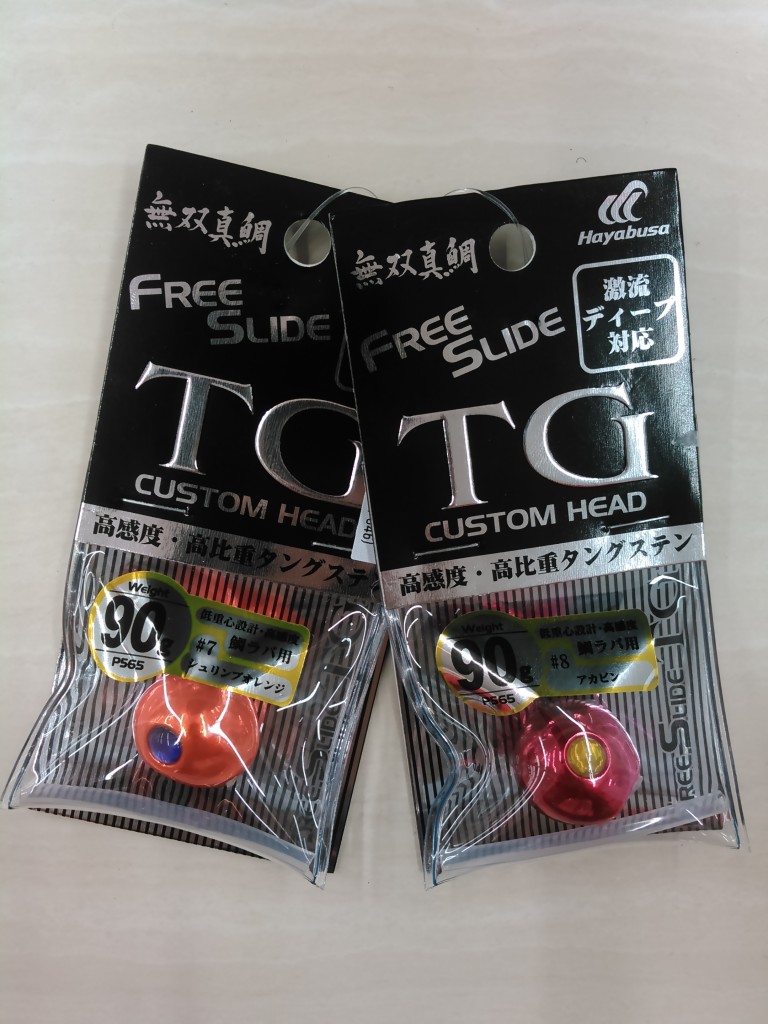 無双真鯛
FREE
SLIDE
TG
CUSTOM HEAD
高感度・高比重タングステン
Weight
90g
P565
低重心設計・高感度
#7 鯛ラバ用
シュリンプオレンジ
Hayabusa
無双真鯛
FREE
SLIDE
激流
ディープ
対応
TG
CUSTOM HEAD
高感度・高比重タングステン
Weight
90g
P565
低重心設計・高感度
#8 鯛ラバ用
アカピン
FREE SLIDE TG